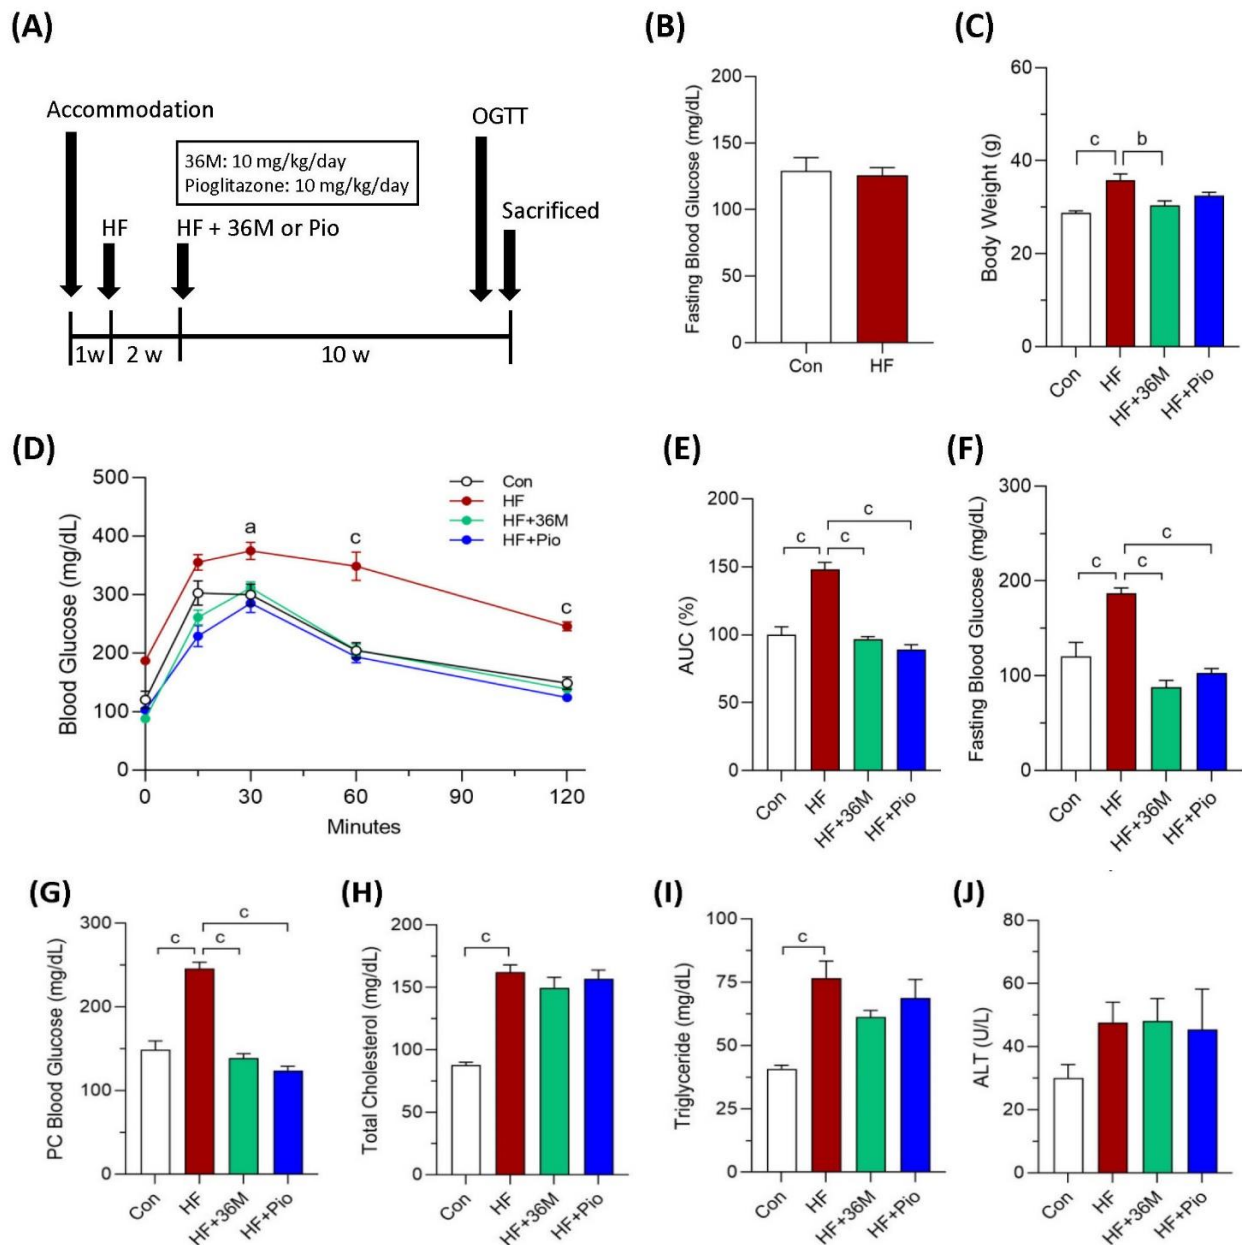 (A)
Accommodation
OGTT
36M: 10 mg/kg/day
Pioglitazone: 10 mg/kg/day
Sacrificed
HF
HF + 36M or Pio
1w
2 w
10 w
(B)
Fasting Blood Glucose (mg/dL)
200
150
100
50
0
Con
HF
(C)
Body Weight (g)
60
40
20
0
c
b
Con
HF
HF+36M
HF+Pio
(D)
Blood Glucose (mg/dL)
500
400
300
200
100
0
Con
HF
HF+36M
HF+Pio
a
c
c
0
30
60
90
120
Minutes
(E)
AUC (%)
200
150
100
50
0
c
c
c
Con
HF
HF+36M
HF+Pio
(F)
Fasting Blood Glucose (mg/dL)
300
200
100
0
c
c
c
Con
HF
HF+36M
HF+Pio
(G)
PC Blood Glucose (mg/dL)
300
200
100
0
c
c
c
Con
HF
HF+36M
HF+Pio
(H)
Total Cholesterol (mg/dL)
200
150
100
50
0
c
Con
HF
HF+36M
HF+Pio
(I)
Triglyceride (mg/dL)
100
75
50
25
0
c
Con
HF
HF+36M
HF+Pio
(J)
ALT (U/L)
80
60
40
20
0
Con
HF
HF+36M
HF+Pio